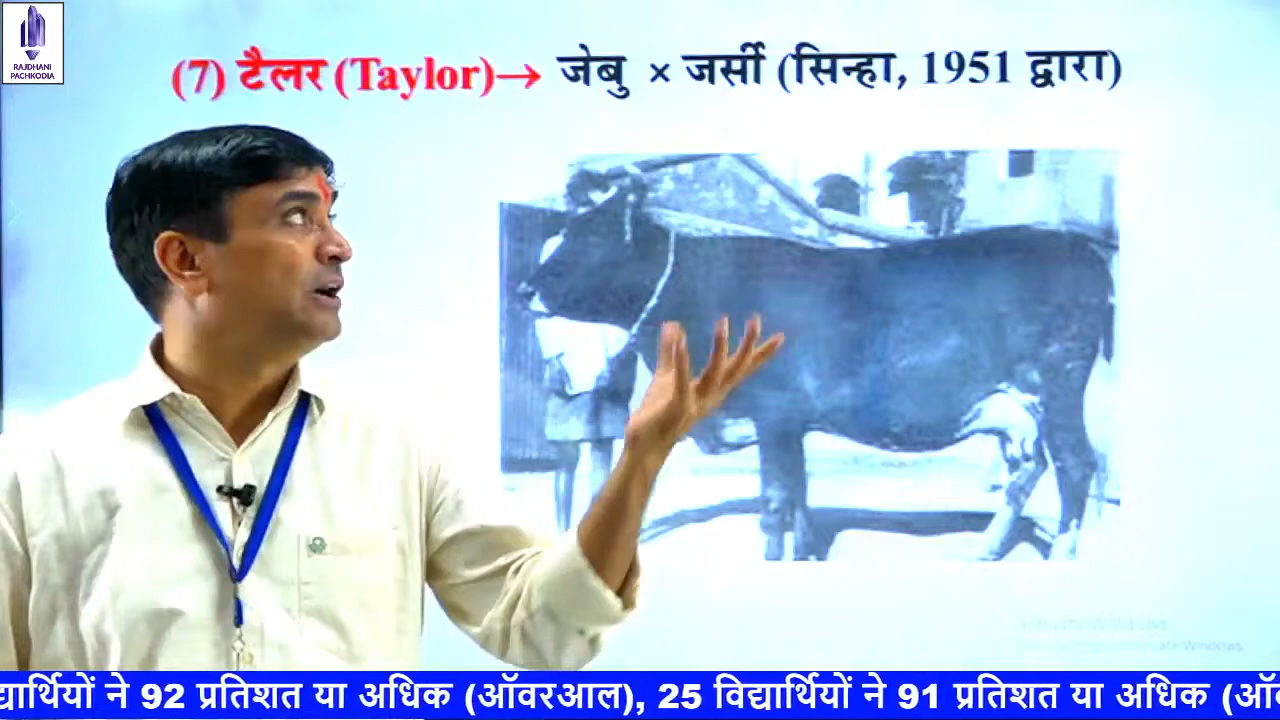 RAJDHANI
PACHKODIA
(7) टैलर (Taylor)→ जेबु × जर्सी (सिन्हा, 1951 द्वारा)
द्यार्थियों ने 92 प्रतिशत या अधिक (ऑवरआल), 25 विद्यार्थियों ने 91 प्रतिशत या अधिक (ऑ